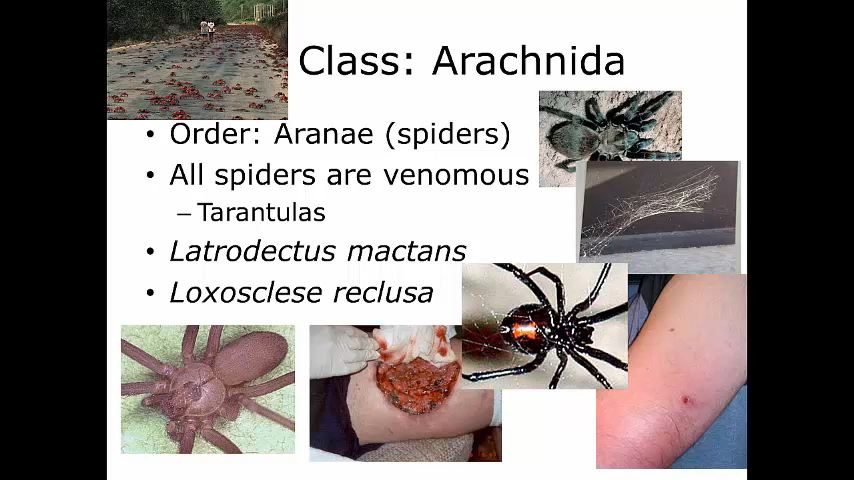 Class: Arachnida
• Order: Aranae (spiders)
• All spiders are venomous
– Tarantulas
• Latrodectus mactans
• Loxosclese reclusa